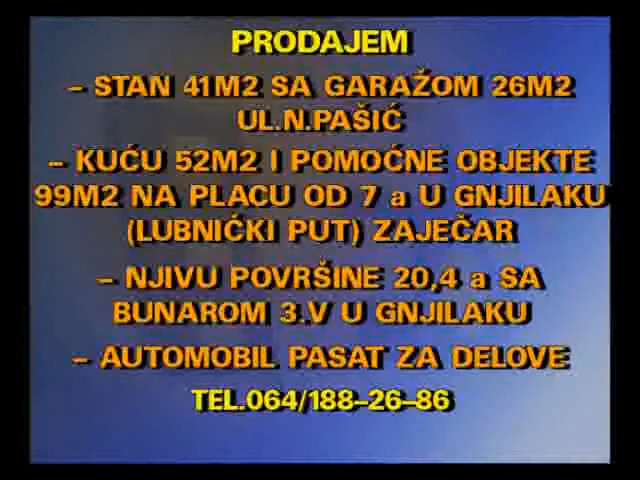 PRODAJEM
– STAN 41M2 SA GARAŽOM 26M2
UL.N.PAŠIĆ
– KUĆU 52M2 I POMOĆNE OBJEKTE
99M2 NA PLACU OD 7 a U GNJILAKU
(LUBNIĆKI PUT) ZAJEČAR
– NJIVU POVRŠINE 20,4 a SA
BUNAROM 3.V U GNJILAKU
– AUTOMOBIL PASAT ZA DELOVE
TEL.064/188–26–86